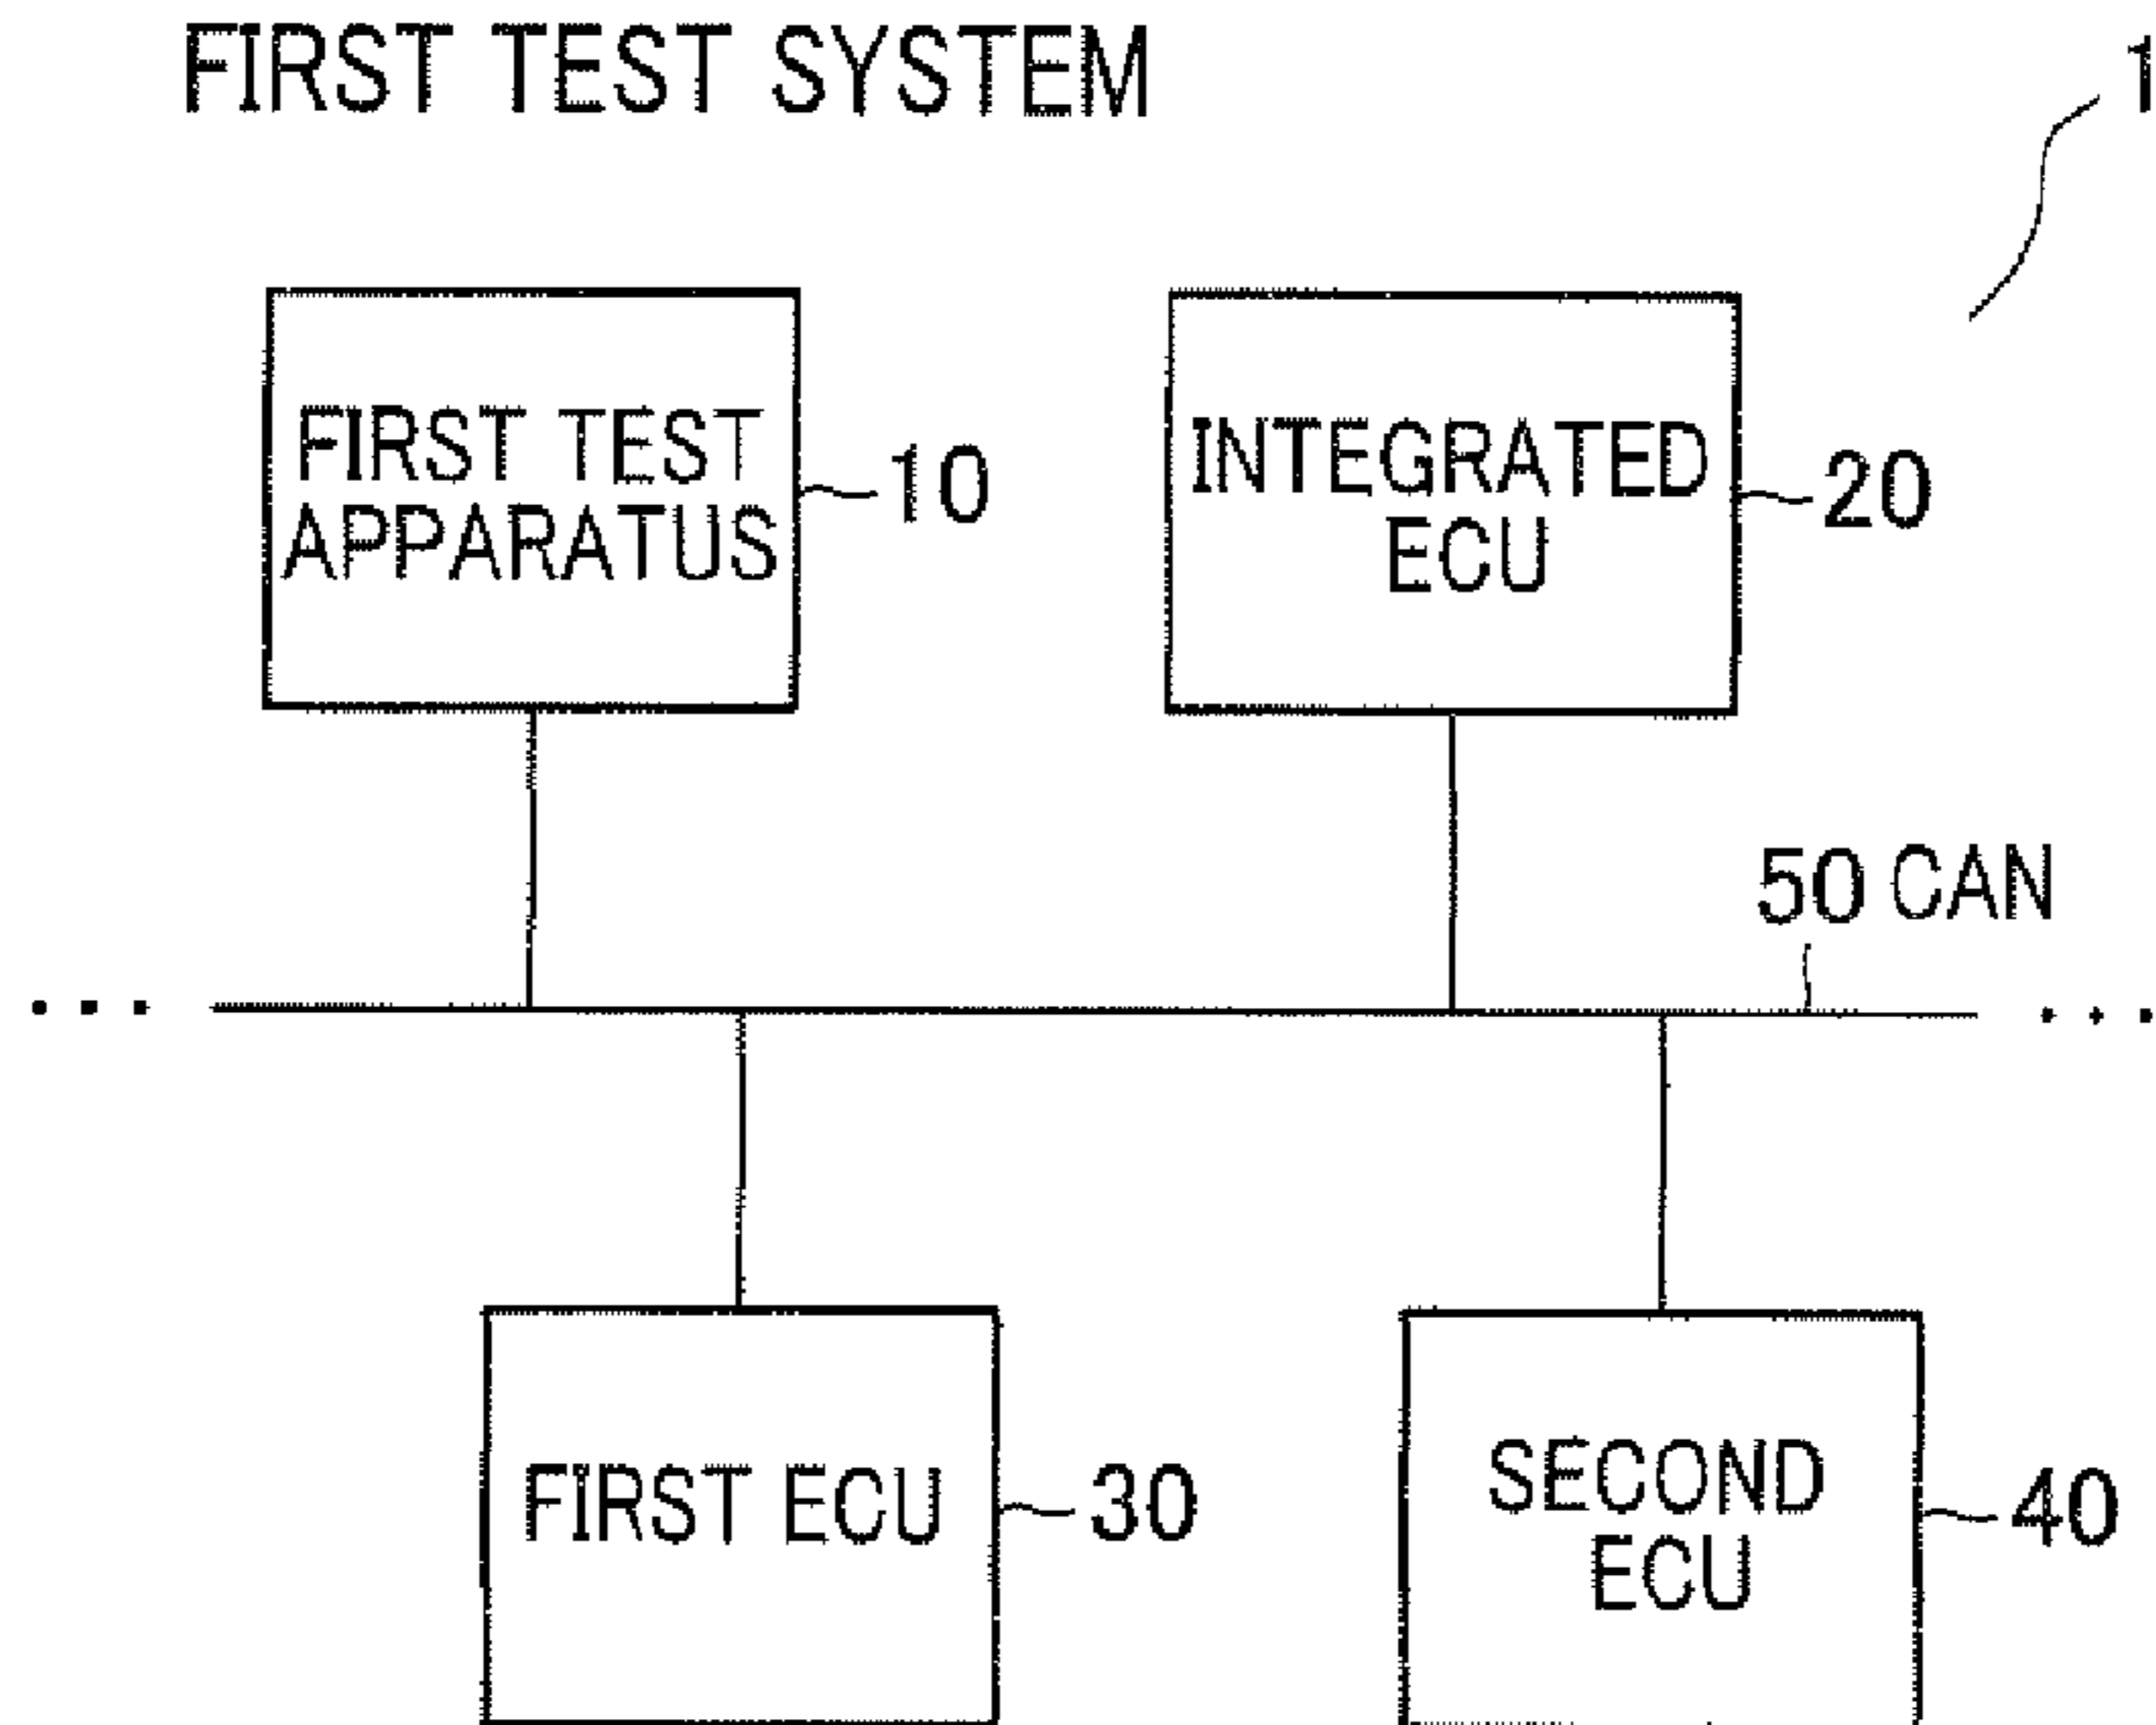 FIRST TEST SYSTEM
1
FIRST TEST
APPARATUS
10
INTEGRATED
ECU
20
50 CAN
FIRST ECU
30
SECOND
ECU
40